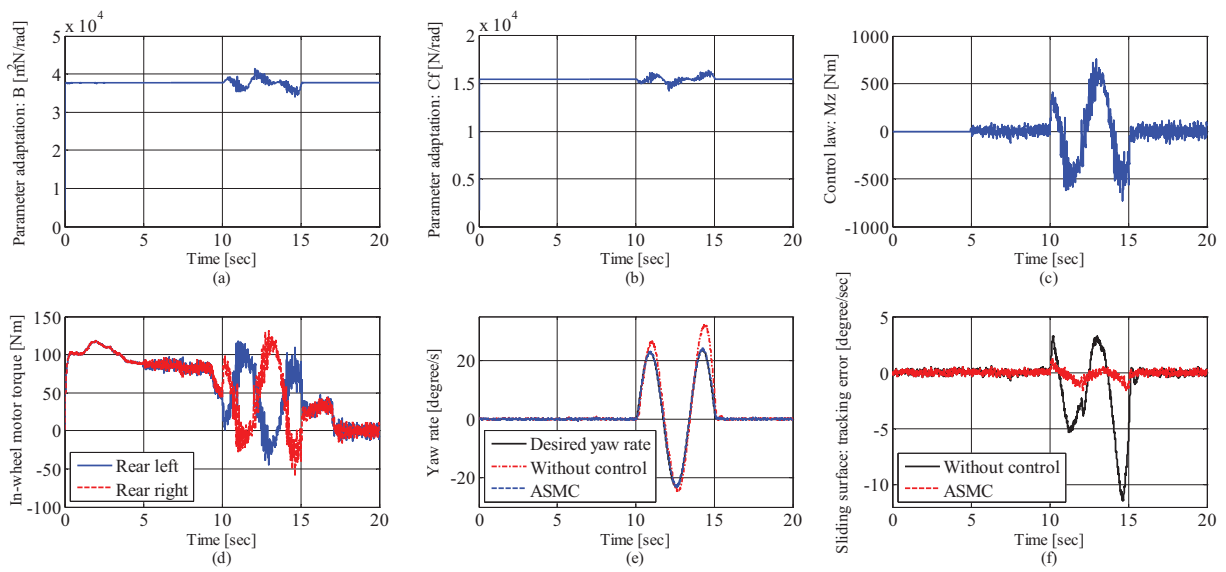 x 10⁴
Parameter adaptation: B [m²N/rad]
5
4
3
2
1
0
0 5 10 15 20
Time [sec]
(a)
x 10⁴
Parameter adaptation: Cf [N/rad]
2
1.5
1
0.5
0
0 5 10 15 20
Time [sec]
(b)
Control law: Mz [Nm]
1000
500
0
-500
-1000
0 5 10 15 20
Time [sec]
(c)
In-wheel motor torque [Nm]
150
100
50
0
-50
-100
Rear left
Rear right
0 5 10 15 20
Time [sec]
(d)
Yaw rate [degree/s]
20
0
-20
Desired yaw rate
Without control
ASMC
0 5 10 15 20
Time [sec]
(e)
Sliding surface: tracking error [degree/sec]
5
0
-5
-10
Without control
ASMC
0 5 10 15 20
Time [sec]
(f)